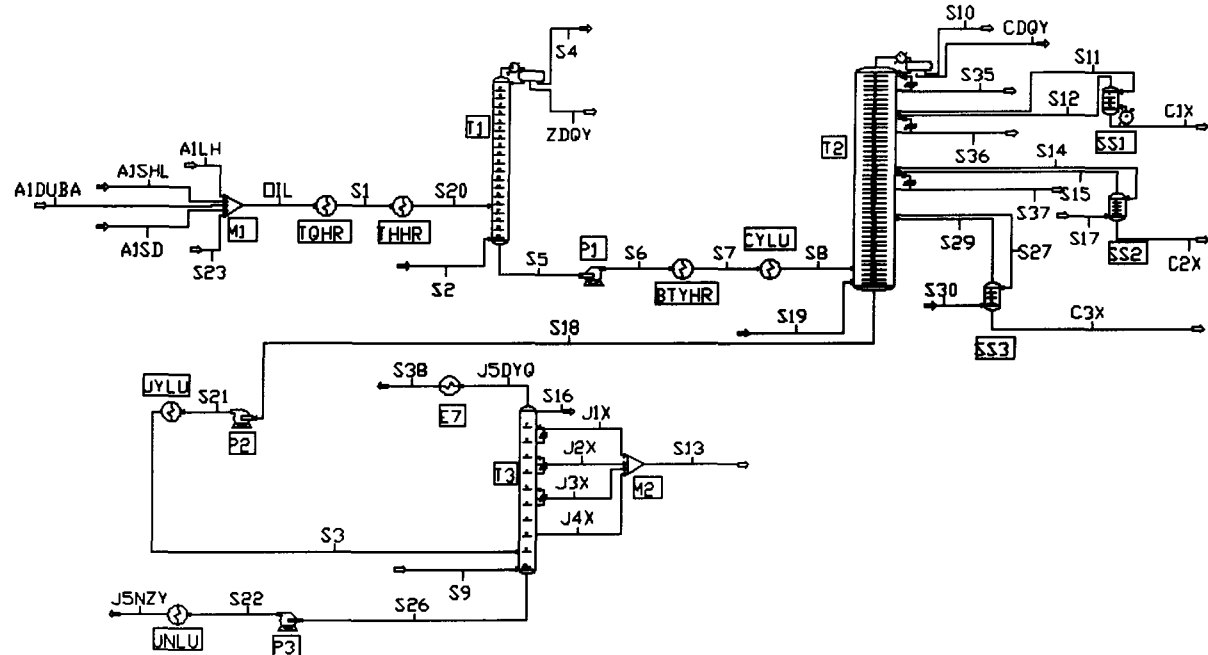 S10
CDQY
S4
S11
S35
S12
C1X
SS1
T1
ZDQY
T2
S36
S14
A1LH
A1SHL
OIL
S1
S20
S15
S37
A1DUBA
M1
TQHR
THHR
S17
SS2
A1SD
S23
P1
CYLU
S29
S27
C2X
S2
S5
S6
S7
S8
BTYHR
S30
C3X
S19
SS3
S18
S38
J5DYQ
JYLU
S21
E7
S16
J1X
P2
J2X
S13
T3
J3X
M2
J4X
S3
S9
J5NZY
S22
S26
JNLU
P3